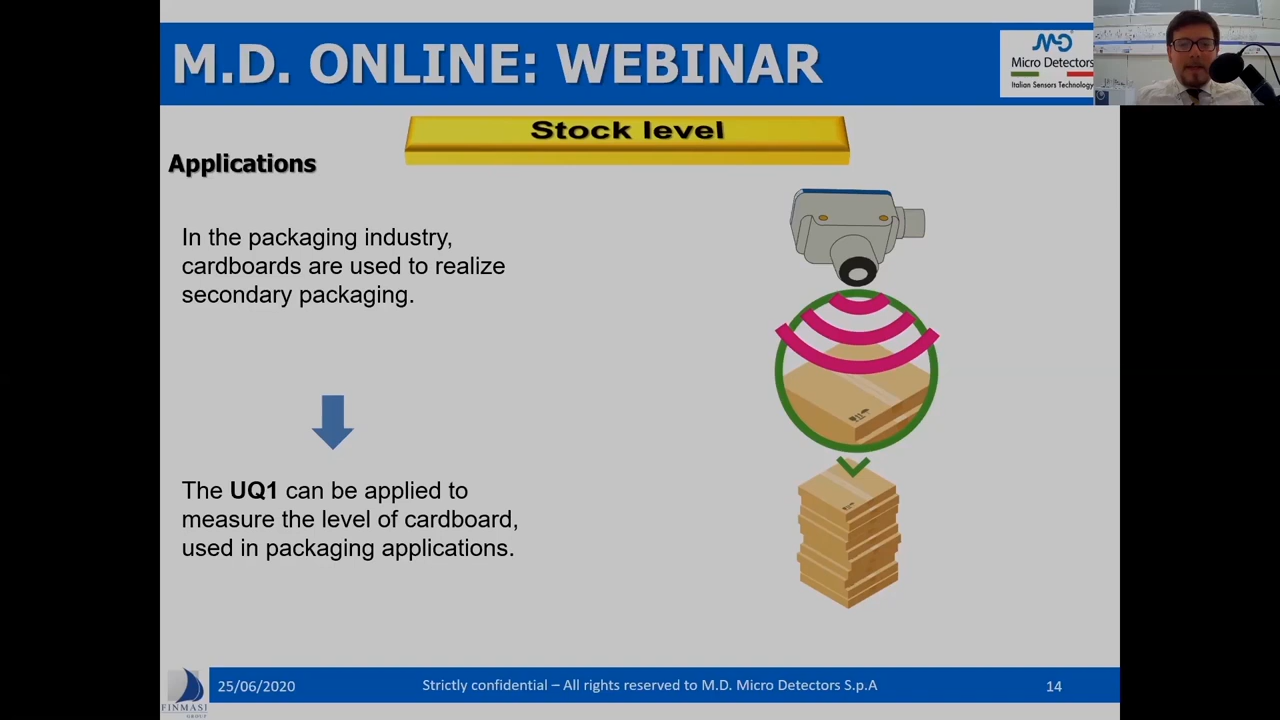 M.D. ONLINE: WEBINAR
Micro Detectors
Italian Sensors Technology
Stock level
Applications
In the packaging industry,
cardboards are used to realize
secondary packaging.
The UQ1 can be applied to
measure the level of cardboard,
used in packaging applications.
FINMASI
GROUP
25/06/2020
Strictly confidential – All rights reserved to M.D. Micro Detectors S.p.A
14